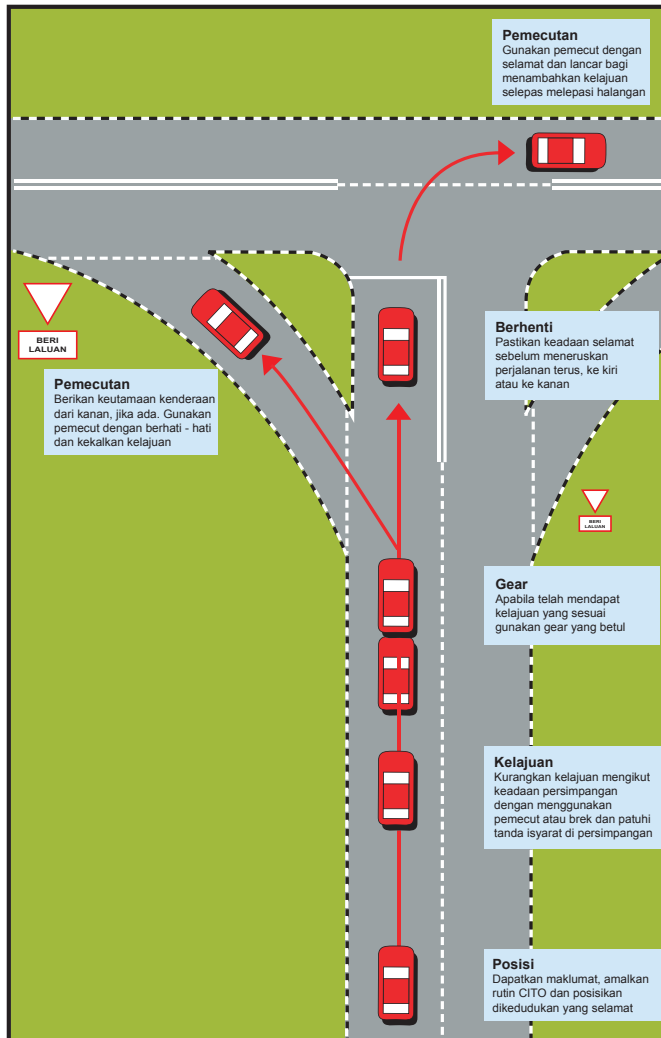 Pemecutan
Gunakan pemecut dengan
selamat dan lancar bagi
menambahkan kelajuan
selepas melepasi halangan
BERI
LALUAN
Pemecutan
Berikan keutamaan kenderaan
dari kanan, jika ada. Gunakan
pemecut dengan berhati - hati
dan kekalkan kelajuan
Berhenti
Pastikan keadaan selamat
sebelum meneruskan
perjalanan terus, ke kiri
atau ke kanan
BERI
LALUAN
Gear
Apabila telah mendapat
kelajuan yang sesuai
gunakan gear yang betul
Kelajuan
Kurangkan kelajuan mengikut
keadaan persimpangan
dengan menggunakan
pemecut atau brek dan patuhi
tanda isyarat di persimpangan
Posisi
Dapatkan maklumat, amalkan
rutin CITO dan posisikan
dikedudukan yang selamat